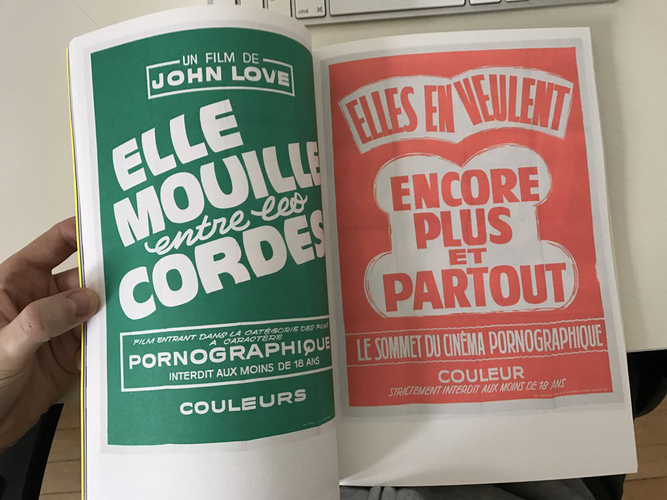 cmd
UN FILM DE
JOHN LOVE
ELLE
MOUILLE
entre les
CORDES
FILM ENTRANT DANS LA CATÉGORIE DES FILMS
A CARACTÈRE
PORNOGRAPHIQUE
INTERDIT AUX MOINS DE 18 ANS
COULEURS
ELLES EN VEULENT
ENCORE
PLUS
ET
PARTOUT
LE SOMMET DU CINÉMA PORNOGRAPHIQUE
COULEUR
STRICTEMENT INTERDIT AUX MOINS DE 18 ANS